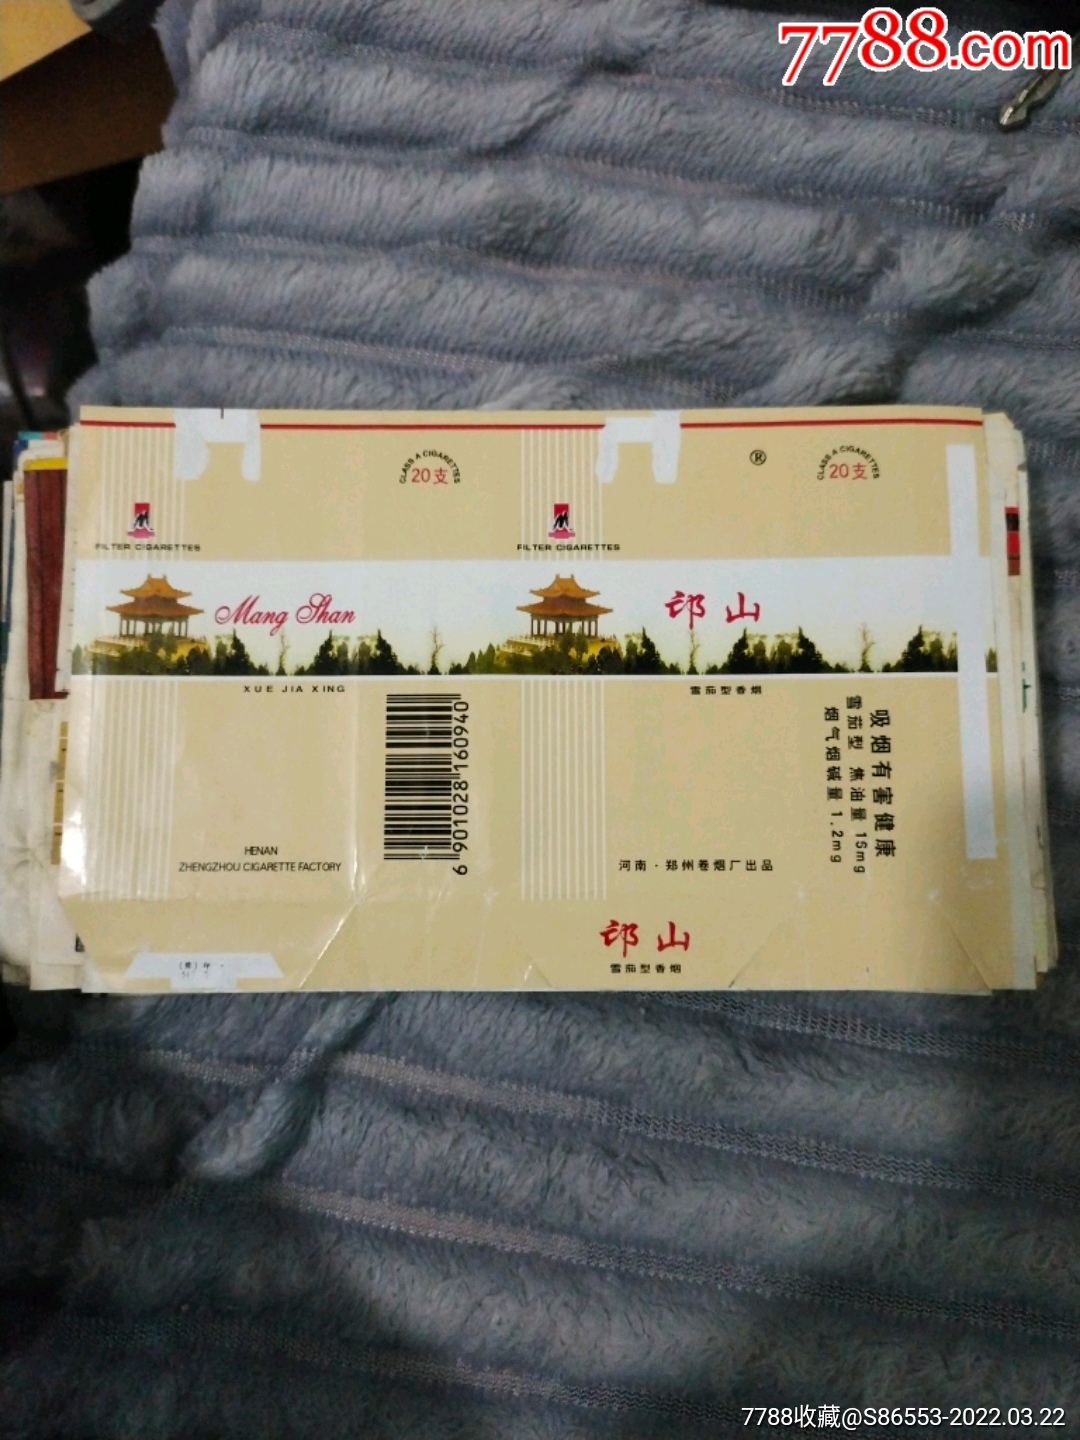 7788.com
CLASS A CIGARETTES
20支
®
CLASS A CIGARETTES
20支
FILTER CIGARETTES
FILTER CIGARETTES
Mang Shan
邙山
XUE JIA XING
雪茄型香烟
吸烟有害健康
雪茄型 焦油量 16mg
烟气烟碱量 1.2mg
6 901028 160940
HENAN
ZHENGZHOU CIGARETTE FACTORY
河南·郑州卷烟厂出品
邙山
雪茄型香烟
7788收藏@S86553-2022.03.22